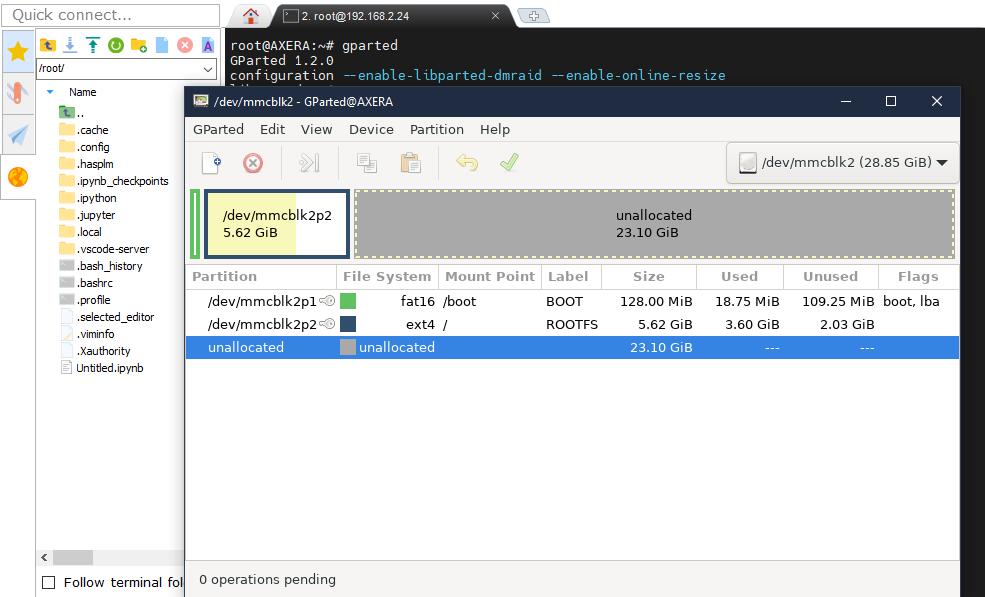 Quick connect...
2. root@192.168.2.24
/root/
Name
..
.cache
.config
.hasplm
.ipynb_checkpoints
.ipython
.jupyter
.local
.vscode-server
.bash_history
.bashrc
.profile
.selected_editor
.viminfo
.Xauthority
Untitled.ipynb
Follow terminal fol
root@AXERA:~# gparted
GParted 1.2.0
configuration --enable-libparted-dmraid --enable-online-resize
/dev/mmcblk2 - GParted@AXERA
GParted Edit View Device Partition Help
/dev/mmcblk2 (28.85 GiB)
/dev/mmcblk2p2
5.62 GiB
unallocated
23.10 GiB
Partition File System Mount Point Label Size Used Unused Flags
/dev/mmcblk2p1 fat16 /boot BOOT 128.00 MiB 18.75 MiB 109.25 MiB boot, lba
/dev/mmcblk2p2 ext4 / ROOTFS 5.62 GiB 3.60 GiB 2.03 GiB
unallocated unallocated 23.10 GiB --- ---
0 operations pending